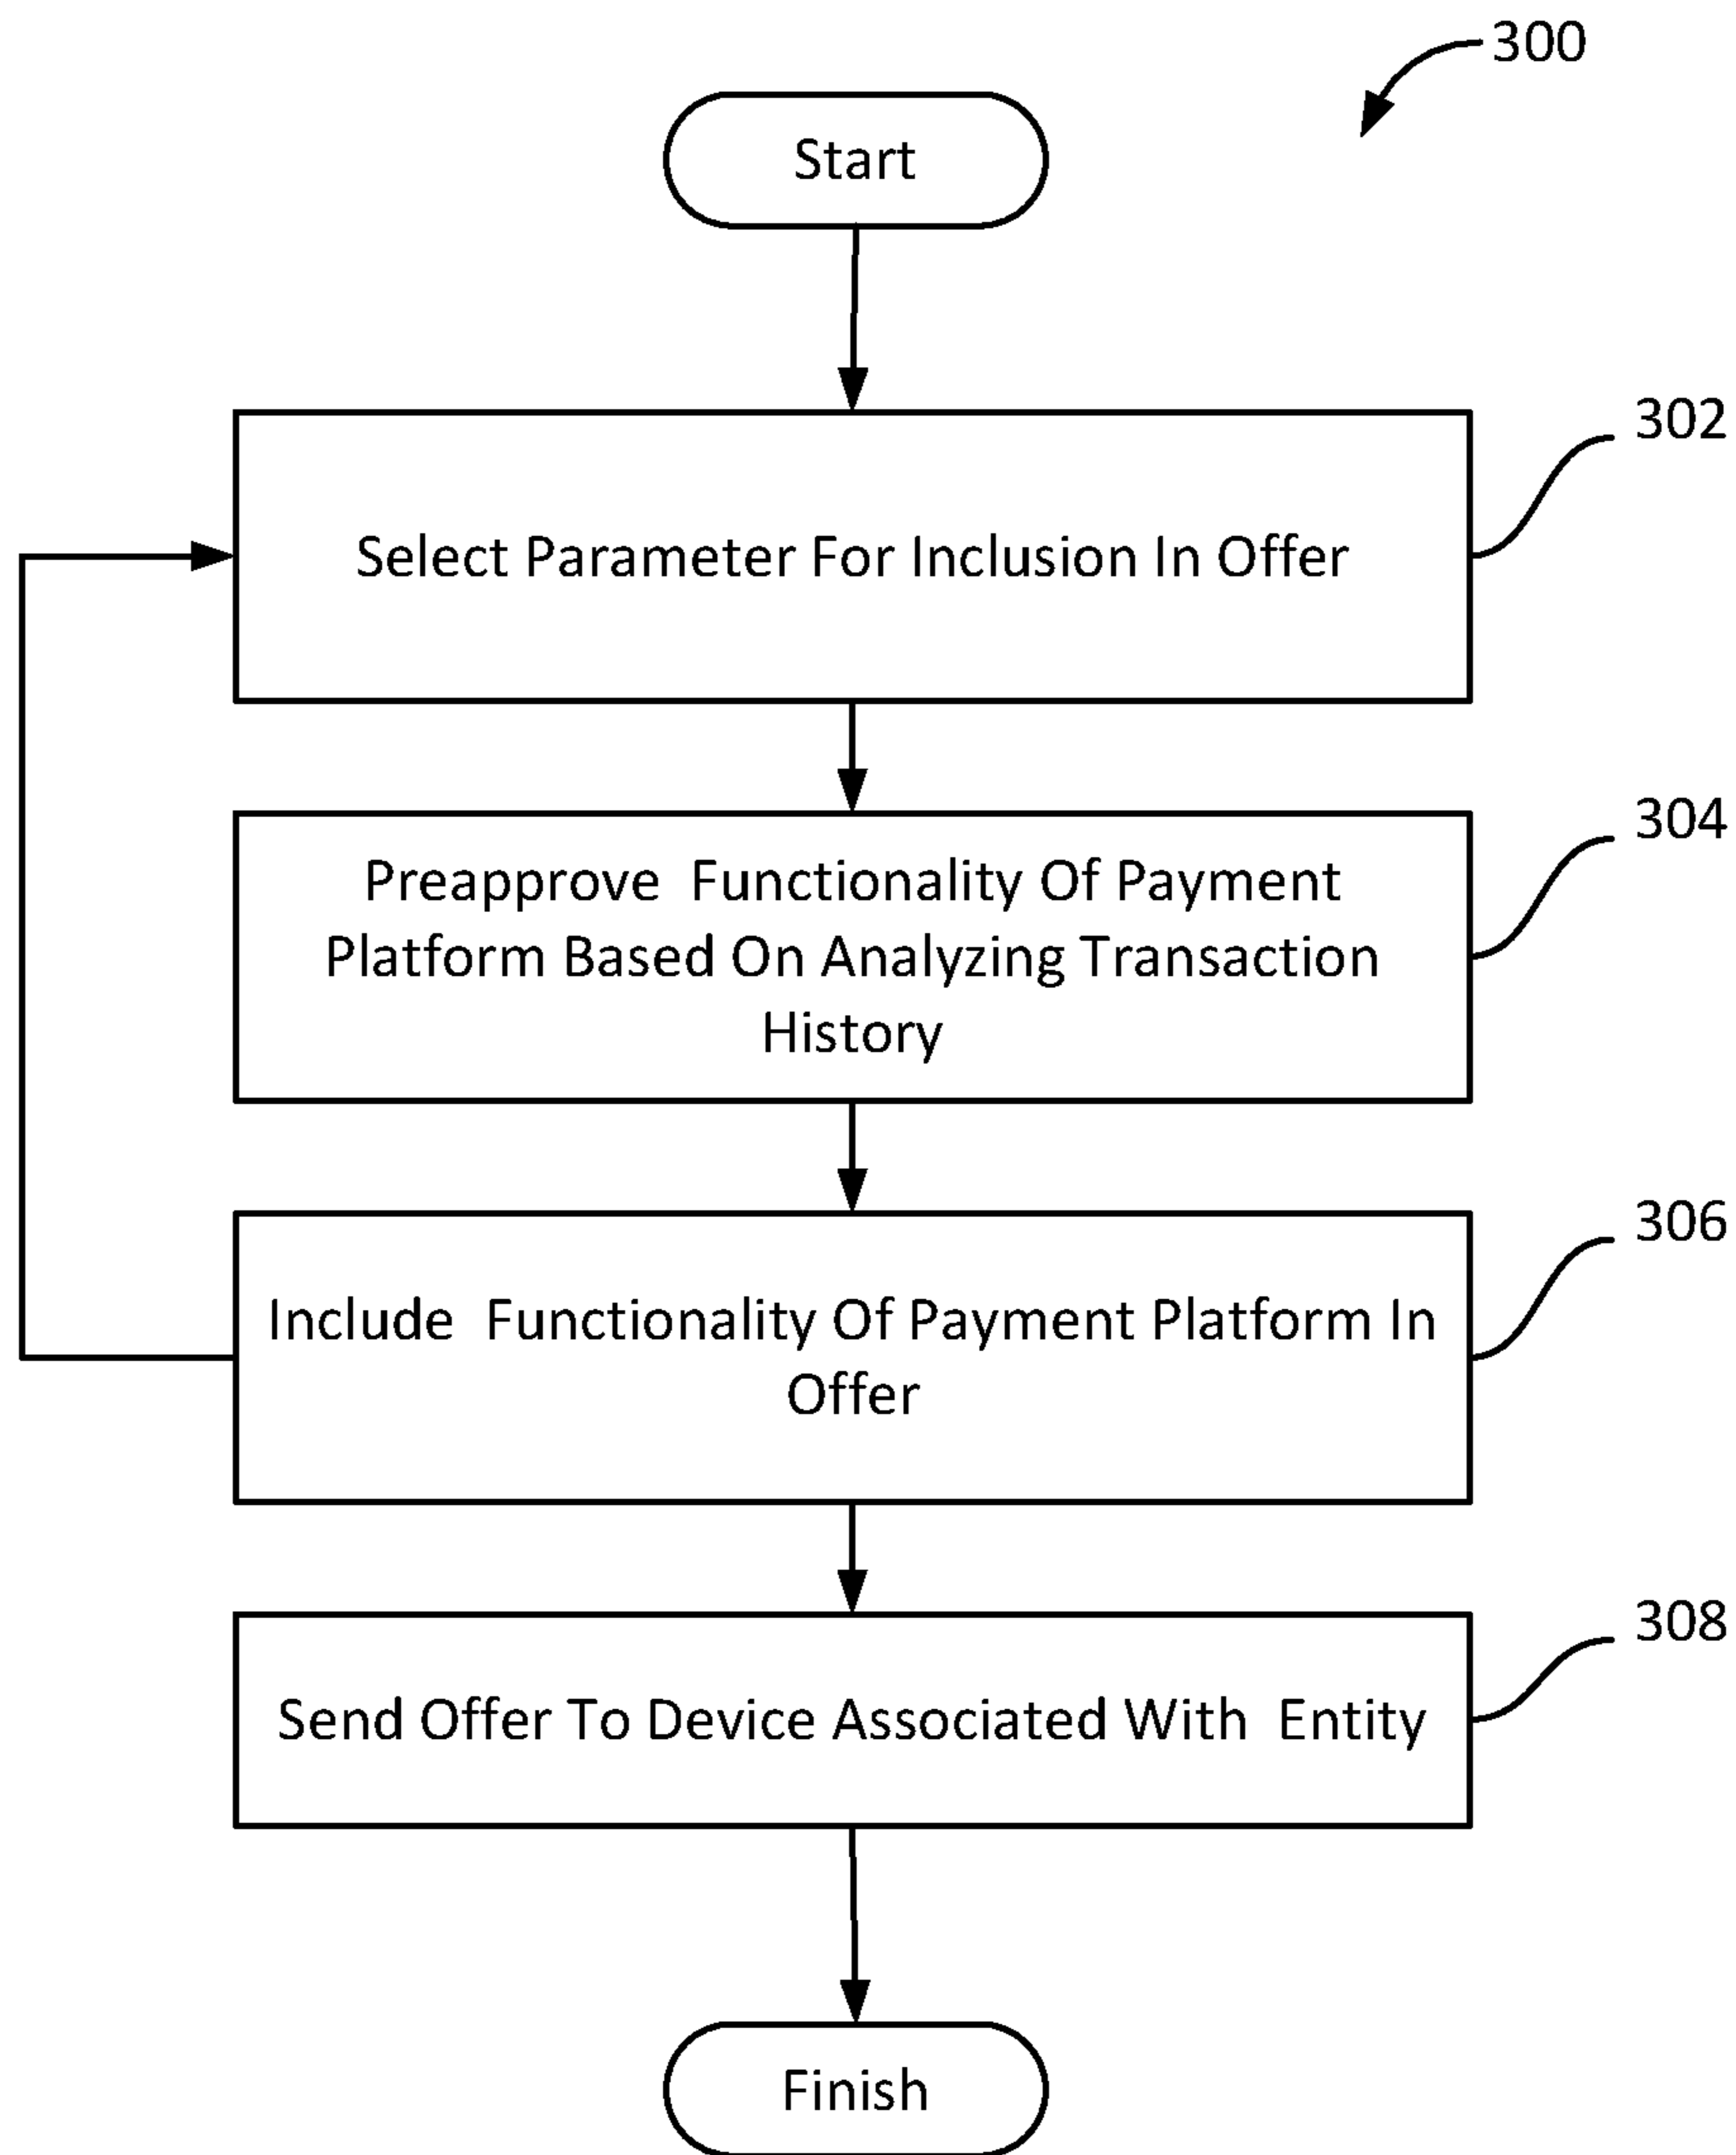 300
Start
302
Select Parameter For Inclusion In Offer
304
Preapprove Functionality Of Payment
Platform Based On Analyzing Transaction
History
306
Include Functionality Of Payment Platform In
Offer
308
Send Offer To Device Associated With Entity
Finish